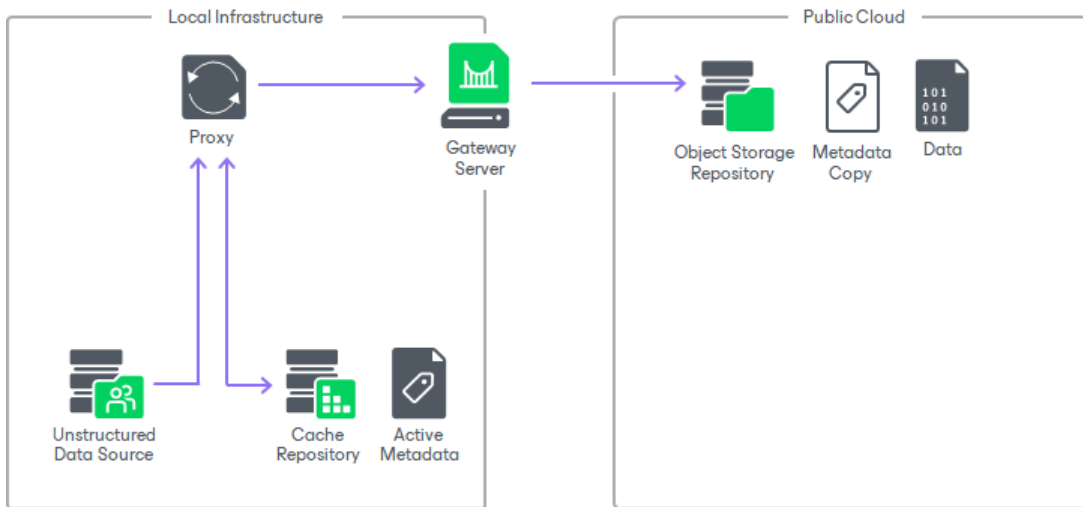 Local Infrastructure
Public Cloud
Proxy
Gateway
Server
Object Storage
Repository
Metadata
Copy
101
010
101
Data
Unstructured
Data Source
Cache
Repository
Active
Metadata